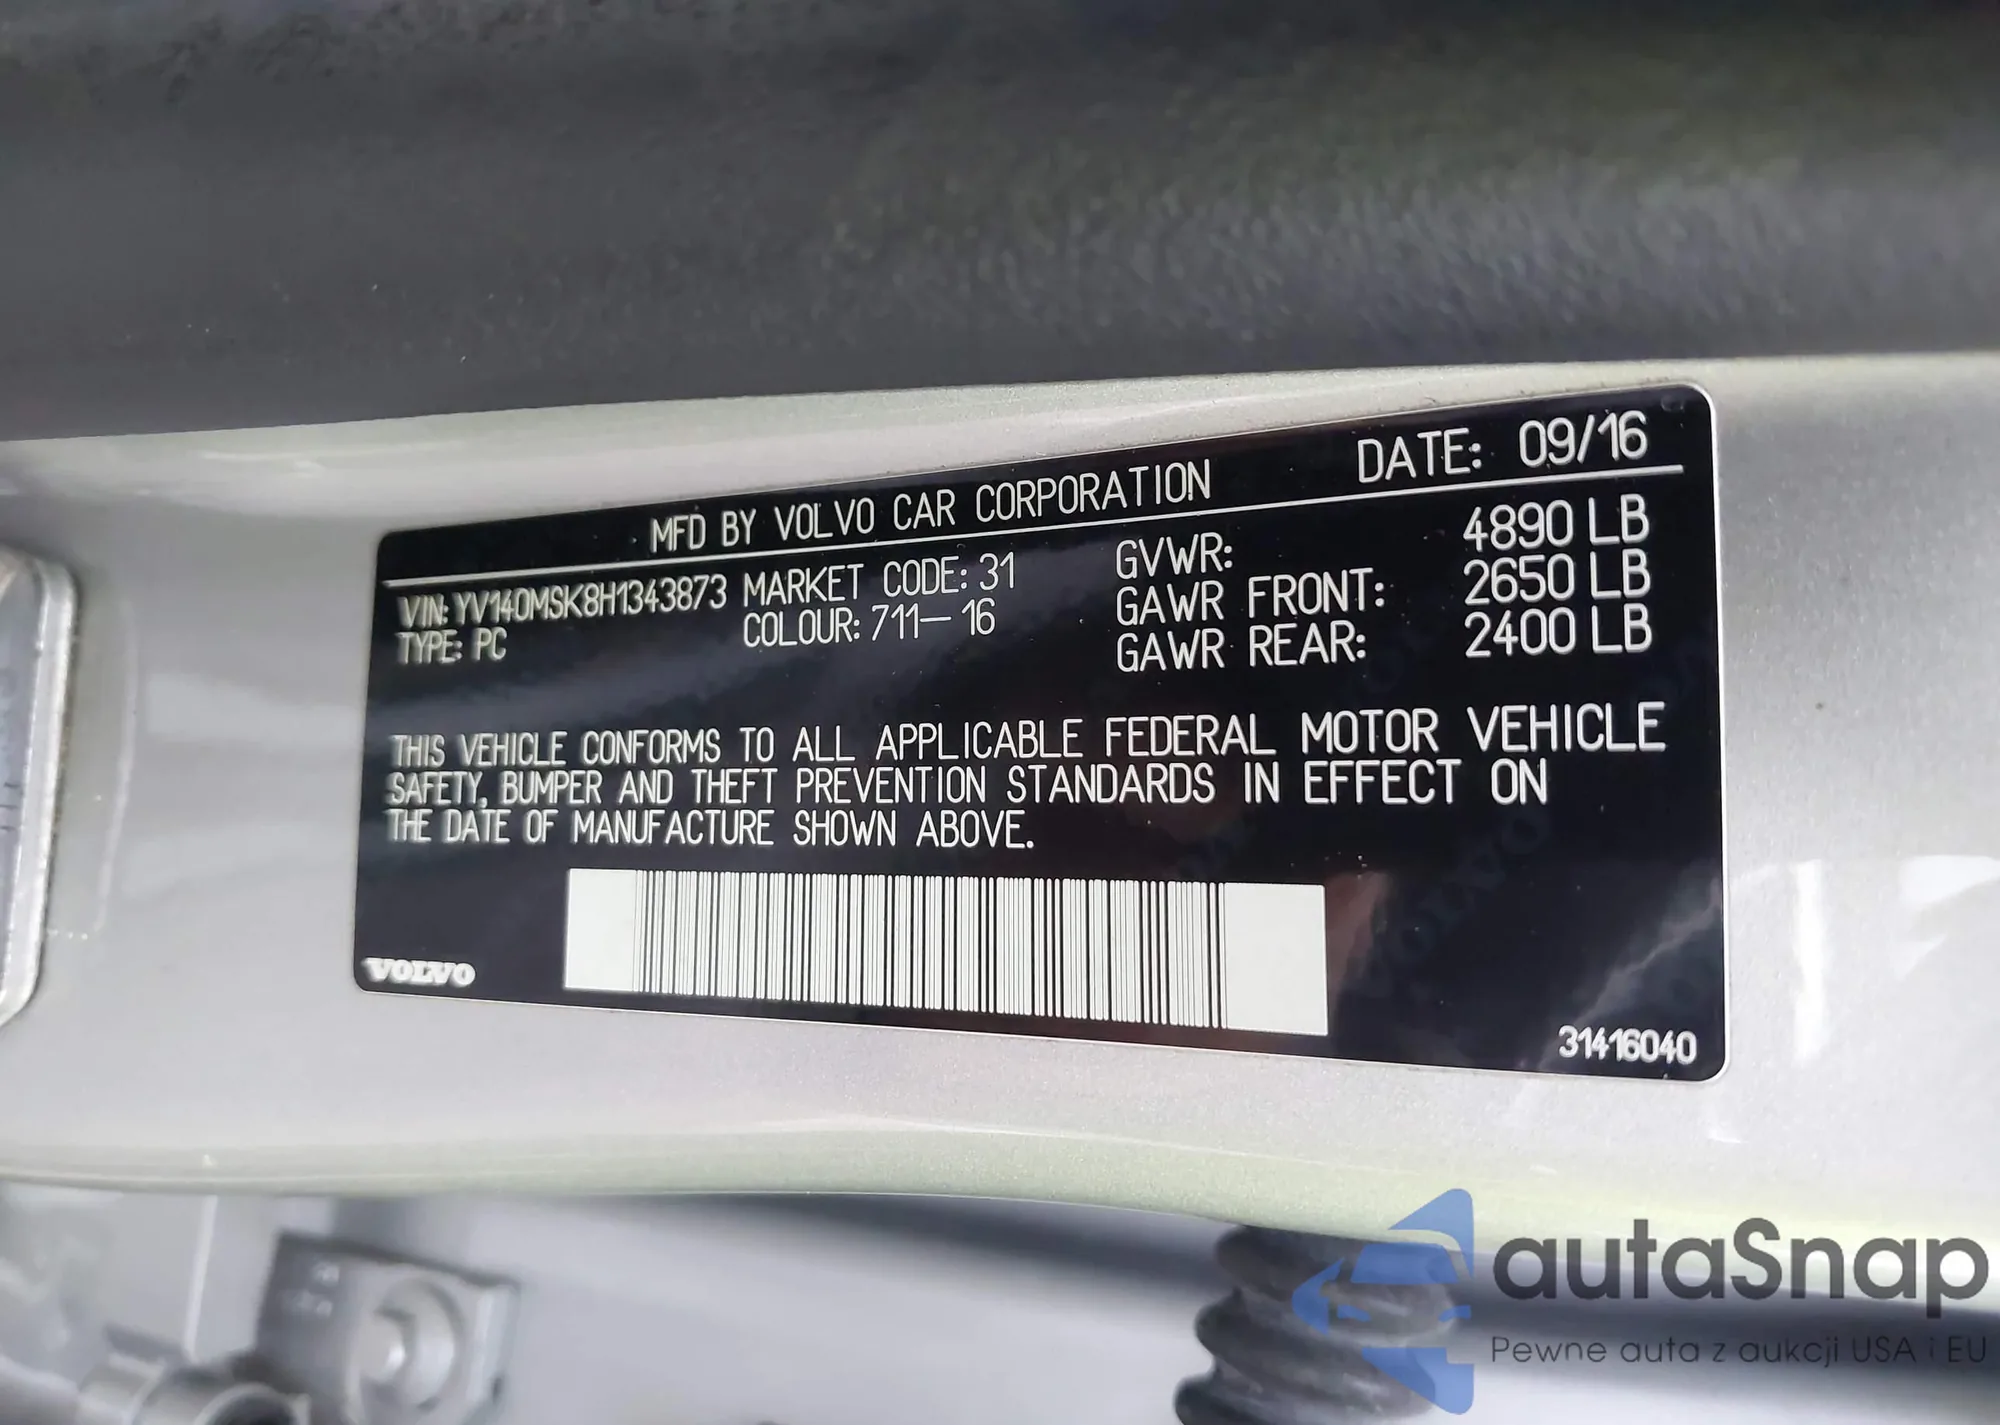 MFD BY VOLVO CAR CORPORATION DATE: 09/16
VIN: YV140MSK8H1343873 MARKET CODE: 31 GVWR: 4890 LB
TYPE: PC COLOUR: 711-16 GAWR FRONT: 2650 LB
GAWR REAR: 2400 LB
THIS VEHICLE CONFORMS TO ALL APPLICABLE FEDERAL MOTOR VEHICLE
SAFETY, BUMPER AND THEFT PREVENTION STANDARDS IN EFFECT ON
THE DATE OF MANUFACTURE SHOWN ABOVE.
VOLVO
31416040
autaSnap
Pewne auta z aukcji USA i EU